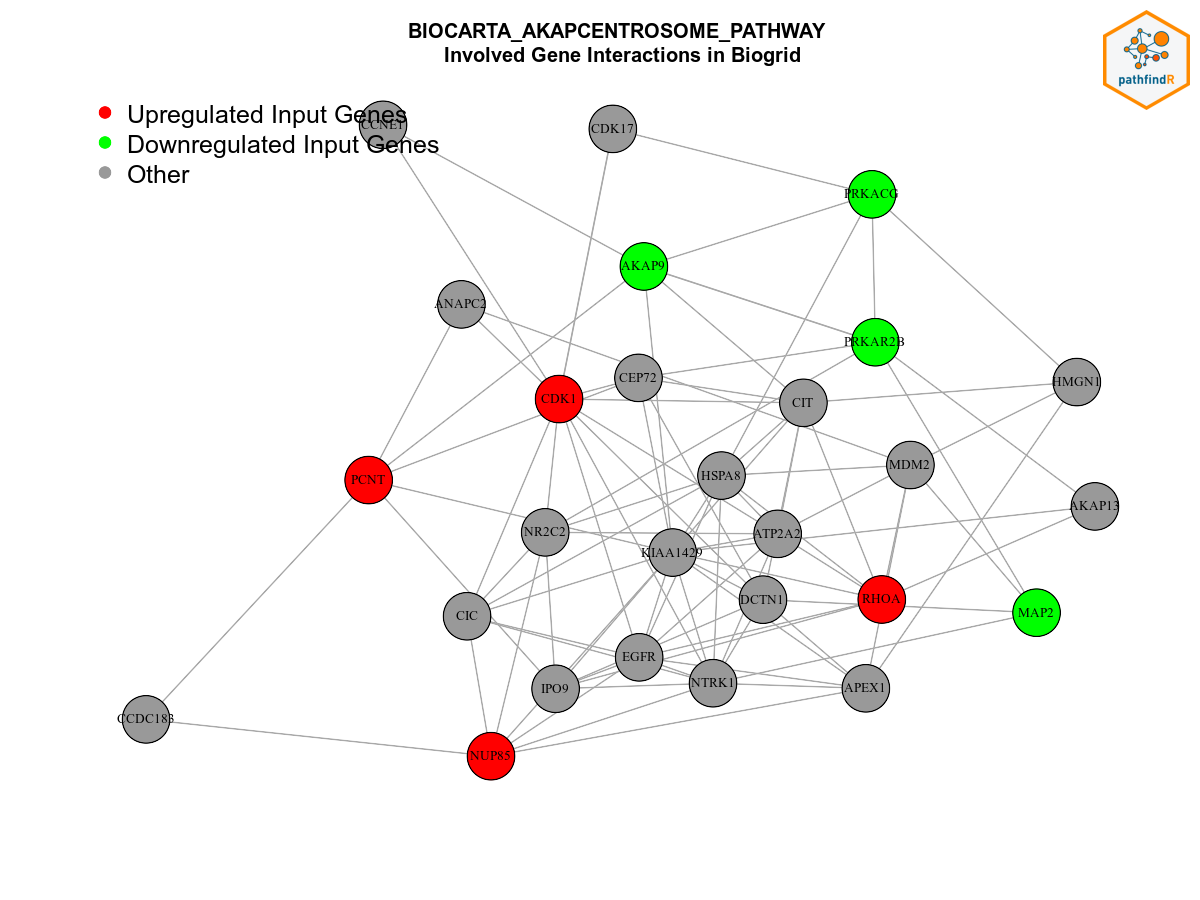 BIOCARTA_AKAPCENTROSOME_PATHWAY
Involved Gene Interactions in Biogrid
pathfindR
Upregulated Input Genes
Downregulated Input Genes
Other
CCNE1
CDK17
PRKACG
AKAP9
ANAPC2
PRKAR2B
CEP72
HMGN1
CDK1
CIT
MDM2
HSPA8
PCNT
AKAP13
NR2C2
ATP2A2
KIAA1429
DCTN1
RHOA
MAP2
CIC
EGFR
NTRK1
IPO9
APEX1
CCDC183
NUP85